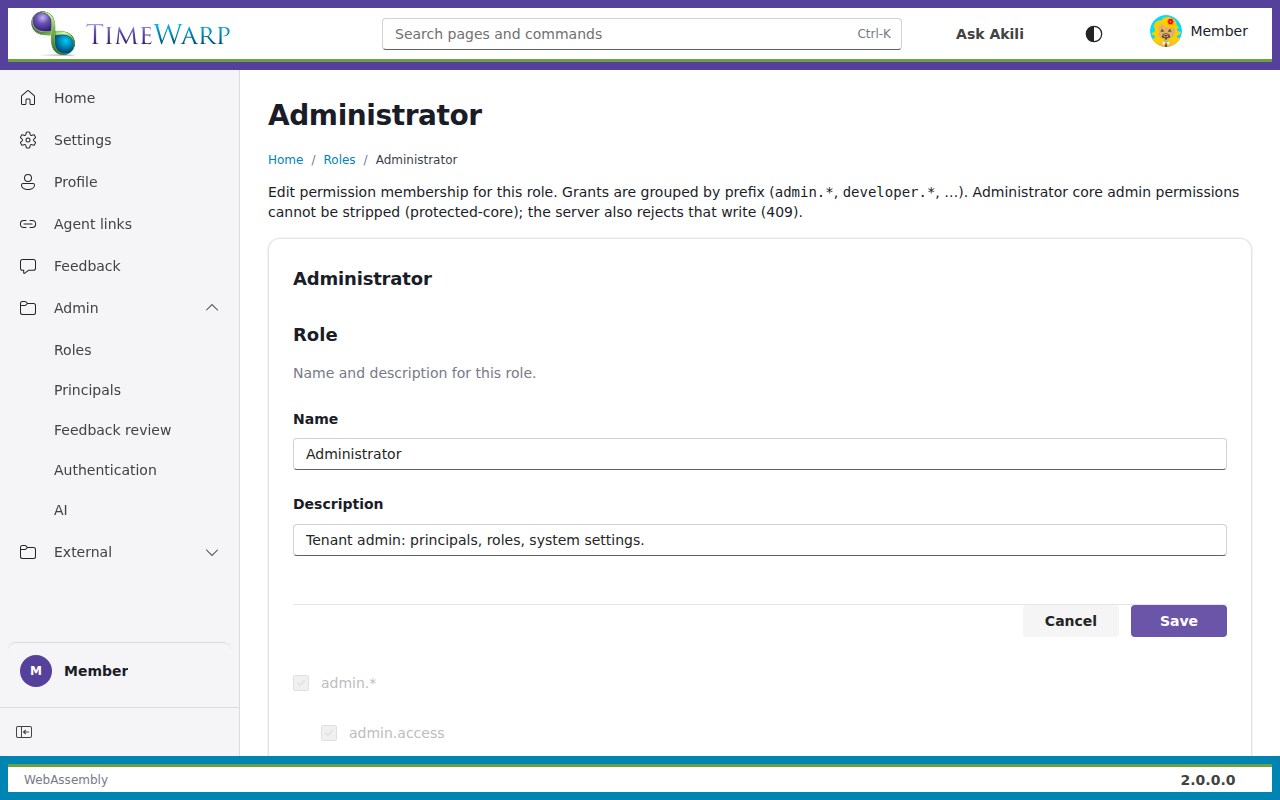 TimeWarp
Search pages and commands
Ctrl-K
Ask Akili
Member
Home
Settings
Profile
Agent links
Feedback
Admin
Roles
Principals
Feedback review
Authentication
AI
External
M
Member
Administrator
Home / Roles / Administrator
Edit permission membership for this role. Grants are grouped by prefix (admin.*, developer.*, ...). Administrator core admin permissions
cannot be stripped (protected-core); the server also rejects that write (409).
Administrator
Role
Name and description for this role.
Name
Administrator
Description
Tenant admin: principals, roles, system settings.
Cancel
Save
admin.*
admin.access
WebAssembly
2.0.0.0